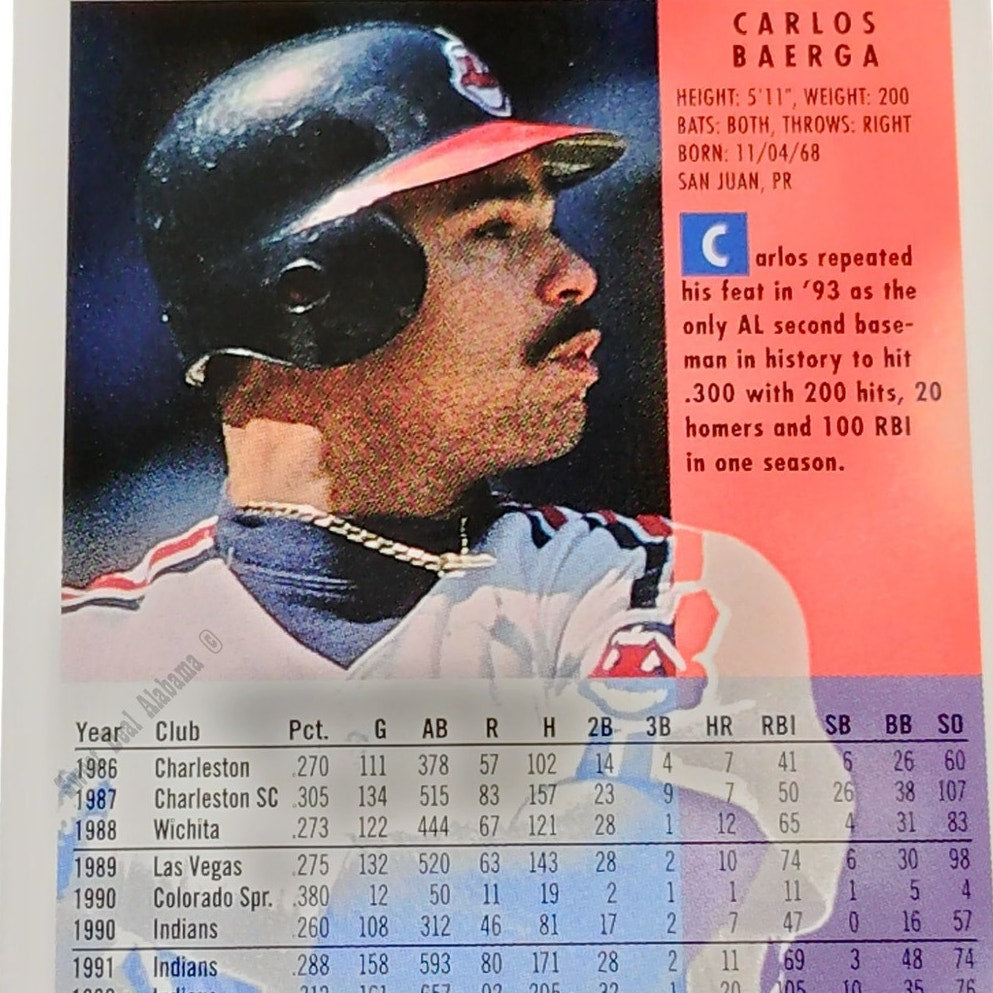 CARLOS
BAERGA
HEIGHT: 5'11", WEIGHT: 200
BATS: BOTH, THROWS: RIGHT
BORN: 11/04/68
SAN JUAN, PR
Carlos repeated
his feat in '93 as the
only AL second base-
man in history to hit
.300 with 200 hits, 20
homers and 100 RBI
in one season.
Deal Alabama ©
Year Club Pct. G AB R H 2B 3B HR RBI SB BB SO
1986 Charleston .270 111 378 57 102 14 4 7 41 6 26 60
1987 Charleston SC .305 134 515 83 157 23 9 7 50 26 38 107
1988 Wichita .273 122 444 67 121 28 1 12 65 4 31 83
1989 Las Vegas .275 132 520 63 143 28 2 10 74 6 30 98
1990 Colorado Spr. .380 12 50 11 19 2 1 1 11 1 5 4
1990 Indians .260 108 312 46 81 17 2 7 47 0 16 57
1991 Indians .288 158 593 80 171 28 2 11 69 3 48 74